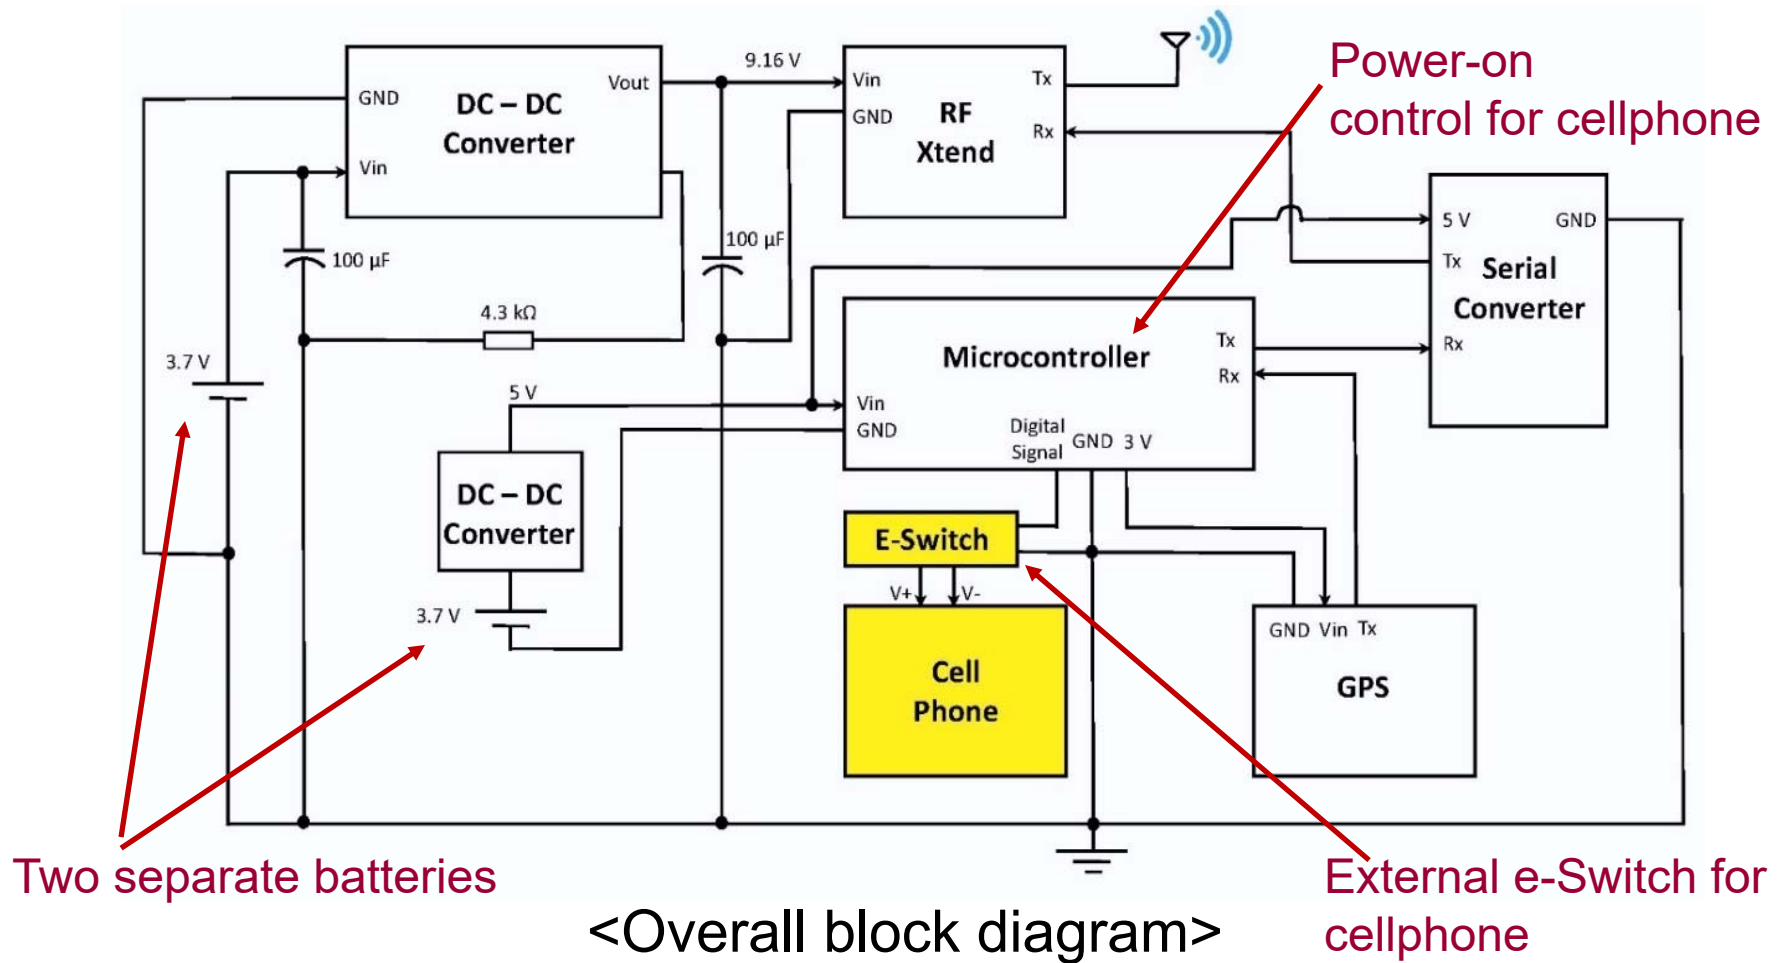 9.16 V
Vout
GND
DC – DC
Converter
Vin
Vin
GND
RF
Xtend
Tx
Rx
Power-on
control for cellphone
100 µF
100 µF
4.3 kΩ
3.7 V
5 V
GND
Tx
Serial
Converter
Rx
Microcontroller
Tx
Rx
Vin
GND
Digital
Signal
GND
3 V
5 V
DC – DC
Converter
3.7 V
E-Switch
V+
V-
Cell
Phone
GND Vin Tx
GPS
Two separate batteries
External e-Switch for
cellphone
<Overall block diagram>